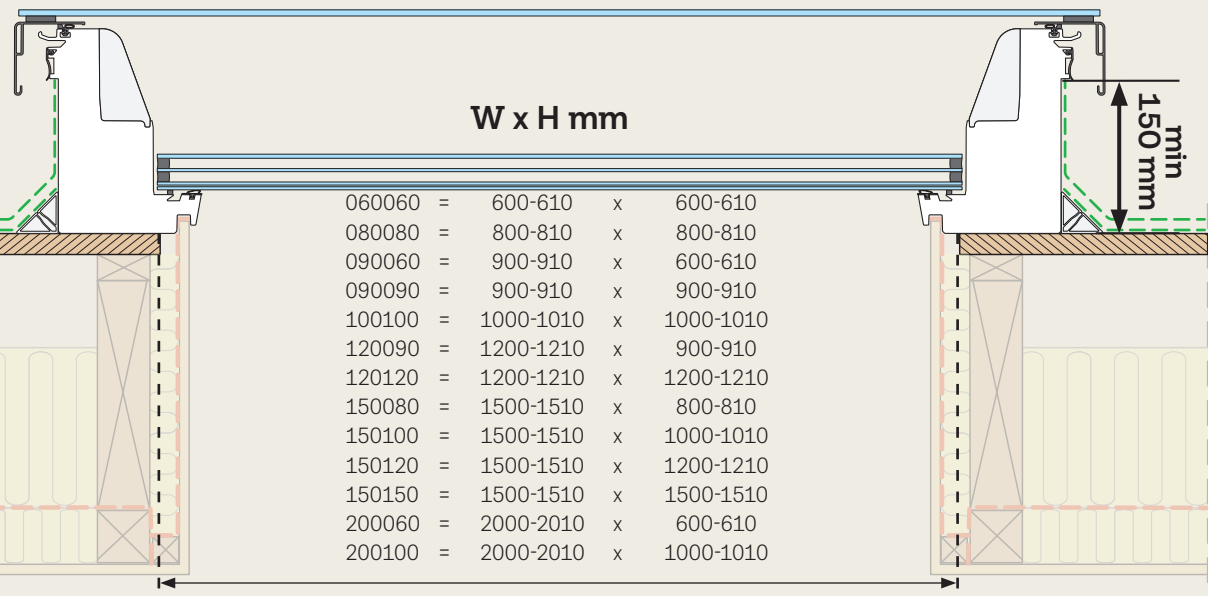 W x H mm
min
150 mm
060060 = 600-610 x 600-610
080080 = 800-810 x 800-810
090060 = 900-910 x 600-610
090090 = 900-910 x 900-910
100100 = 1000-1010 x 1000-1010
120090 = 1200-1210 x 900-910
120120 = 1200-1210 x 1200-1210
150080 = 1500-1510 x 800-810
150100 = 1500-1510 x 1000-1010
150120 = 1500-1510 x 1200-1210
150150 = 1500-1510 x 1500-1510
200060 = 2000-2010 x 600-610
200100 = 2000-2010 x 1000-1010